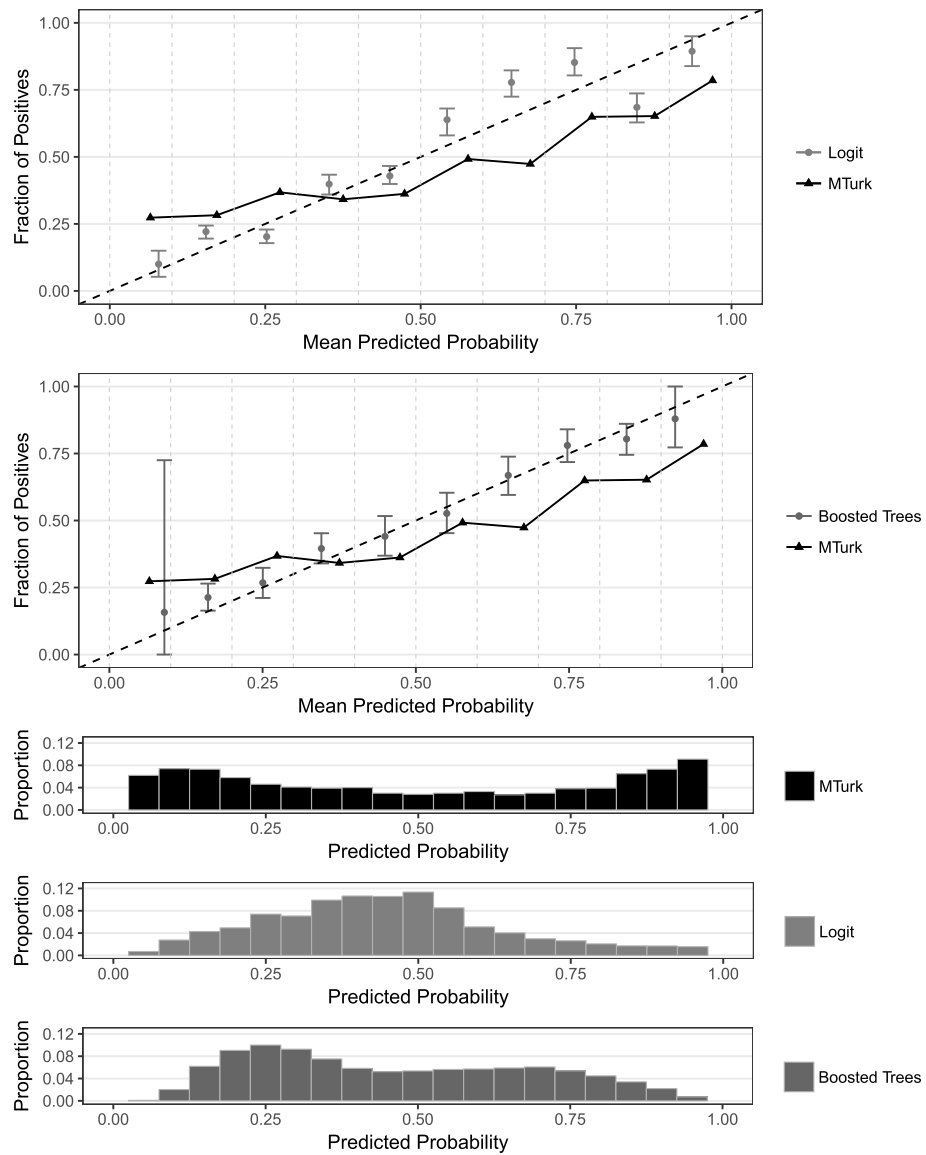 1.00
0.75
0.50
0.25
0.00
Fraction of Positives
0.00 0.25 0.50 0.75 1.00
Mean Predicted Probability
Logit
MTurk
1.00
0.75
0.50
0.25
0.00
Fraction of Positives
0.00 0.25 0.50 0.75 1.00
Mean Predicted Probability
Boosted Trees
MTurk
0.12
0.08
0.04
0.00
Proportion
0.00 0.25 0.50 0.75 1.00
Predicted Probability
MTurk
0.12
0.08
0.04
0.00
Proportion
0.00 0.25 0.50 0.75 1.00
Predicted Probability
Logit
0.12
0.08
0.04
0.00
Proportion
0.00 0.25 0.50 0.75 1.00
Predicted Probability
Boosted Trees